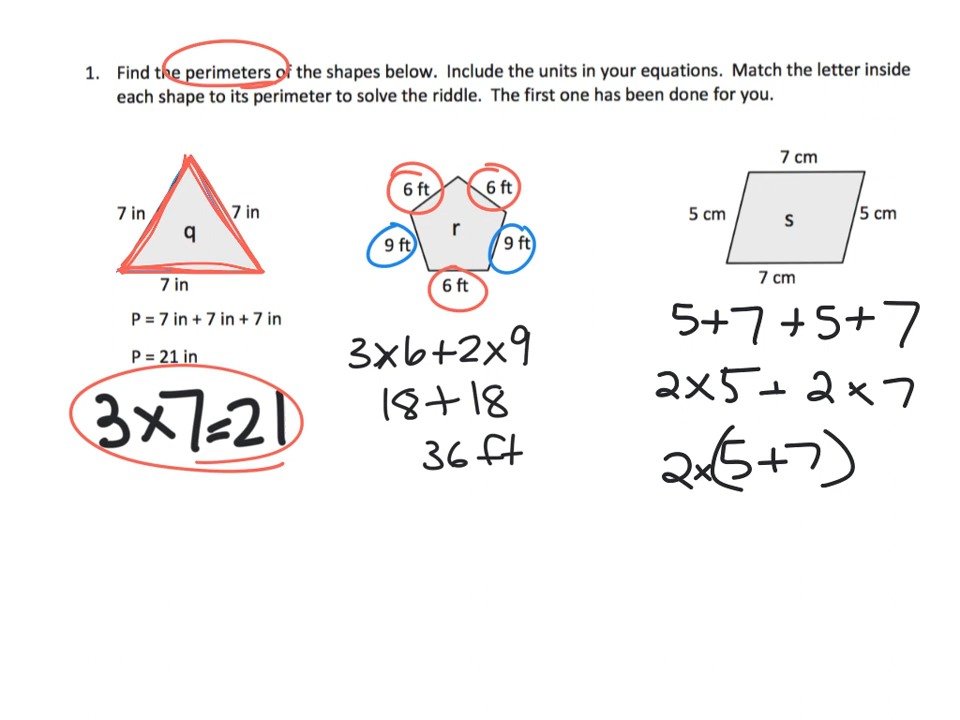 1. Find the perimeters of the shapes below. Include the units in your equations. Match the letter inside
each shape to its perimeter to solve the riddle. The first one has been done for you.
7 in
7 in
q
7 in
P = 7 in + 7 in + 7 in
P = 21 in
3×7=21
6 ft
6 ft
r
9 ft
9 ft
6 ft
3×6+2×9
18+18
36 ft
7 cm
5 cm
5 cm
s
7 cm
5+7+5+7
2×5+2×7
2×(5+7)